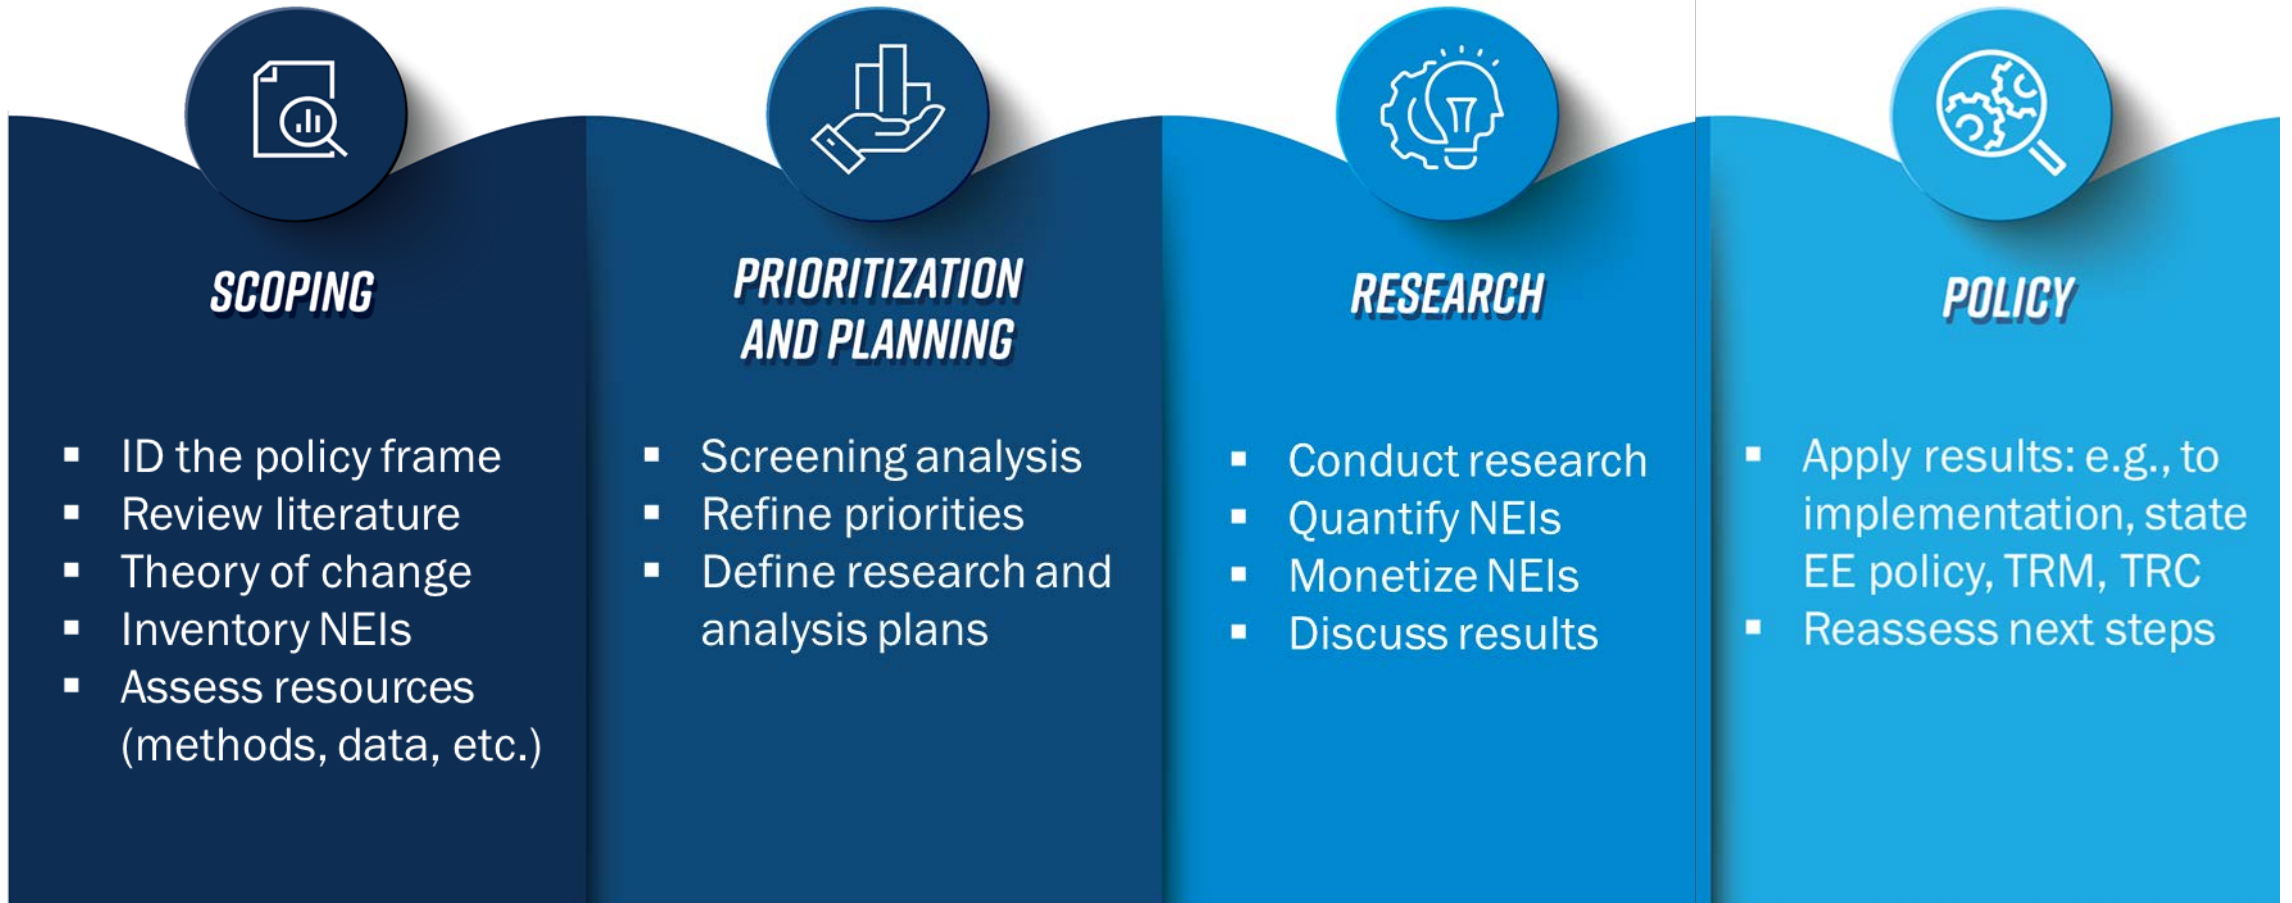 SCOPING
ID the policy frame
Review literature
Theory of change
Inventory NEIs
Assess resources
(methods, data, etc.)
PRIORITIZATION
AND PLANNING
Screening analysis
Refine priorities
Define research and
analysis plans
RESEARCH
Conduct research
Quantify NEIs
Monetize NEIs
Discuss results
POLICY
Apply results: e.g., to
implementation, state
EE policy, TRM, TRC
Reassess next steps